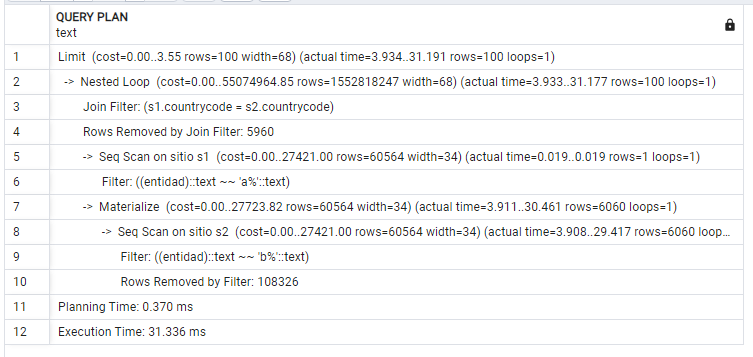 QUERY PLAN
text
1 Limit (cost=0.00..3.55 rows=100 width=68) (actual time=3.934..31.191 rows=100 loops=1)
2 -> Nested Loop (cost=0.00..55074964.85 rows=1552818247 width=68) (actual time=3.933..31.177 rows=100 loops=1)
3 Join Filter: (s1.countrycode = s2.countrycode)
4 Rows Removed by Join Filter: 5960
5 -> Seq Scan on sitio s1 (cost=0.00..27421.00 rows=60564 width=34) (actual time=0.019..0.019 rows=1 loops=1)
6 Filter: ((entidad)::text ~~ 'a%'::text)
7 -> Materialize (cost=0.00..27723.82 rows=60564 width=34) (actual time=3.911..30.461 rows=6060 loops=1)
8 -> Seq Scan on sitio s2 (cost=0.00..27421.00 rows=60564 width=34) (actual time=3.908..29.417 rows=6060 loop...
9 Filter: ((entidad)::text ~~ 'b%'::text)
10 Rows Removed by Filter: 108326
11 Planning Time: 0.370 ms
12 Execution Time: 31.336 ms